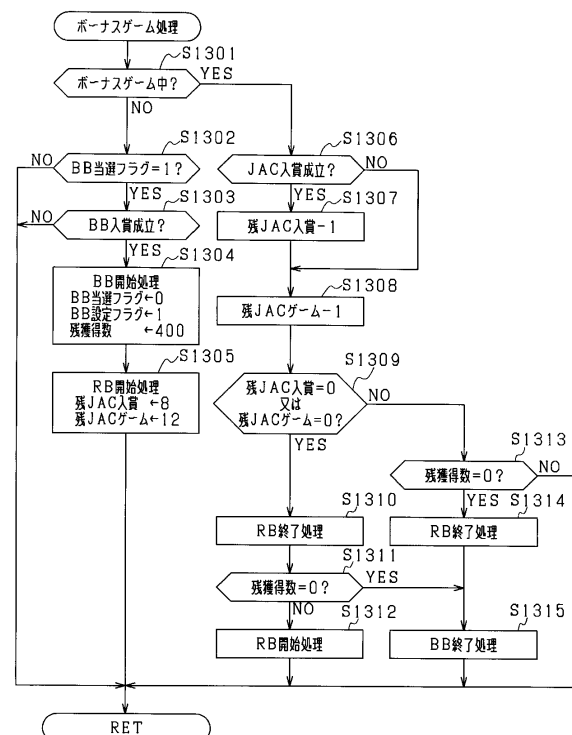 ボーナスゲーム処理
S1301
ボーナスゲーム中?
YES
NO
S1302
BB当選フラグ=1?
NO
YES
S1303
BB入賞成立?
NO
YES
S1304
BB開始処理
BB当選フラグ←0
BB設定フラグ←1
残獲得数 ←400
S1305
RB開始処理
残JAC入賞 ←8
残JACゲーム←12
S1306
JAC入賞成立?
NO
YES
S1307
残JAC入賞-1
S1308
残JACゲーム-1
S1309
残JAC入賞=0
又は
残JACゲーム=0?
NO
YES
S1310
RB終了処理
S1311
残獲得数=0?
YES
NO
S1312
RB開始処理
S1313
残獲得数=0?
NO
YES
S1314
RB終了処理
S1315
BB終了処理
RET